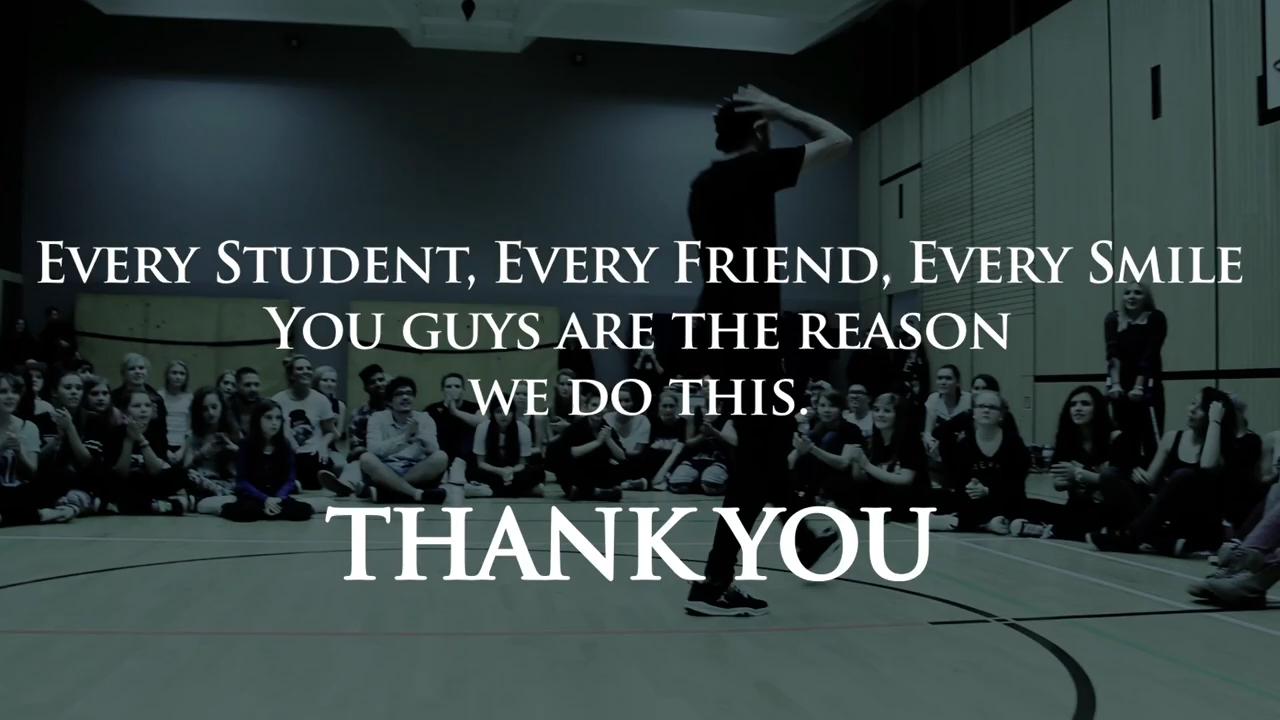 Every Student, Every Friend, Every Smile
You guys are the reason
we do this.
THANK YOU